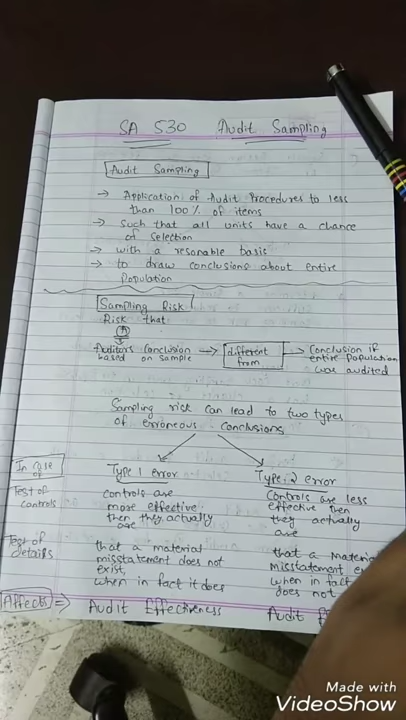 SA 530 Audit Sampling
Audit Sampling
→ Application of Audit Procedures to less
than 100% of items
→ Such that all units have a chance
of selection
→ with a resonable basis
→ to draw conclusions about entire
Population
Sampling Risk
Risk that
Auditors conclusion → different → conclusion if
based on sample from entire population
was audited
Sampling risk can lead to two types
of erroneous conclusions
In case of
Type 1 error Type: 2 error
Test of controls are controls are less
controls more effective effective then
then they actually they actually
are are
Test of that a material that a material
details misstatement does not misstatement
exist, when in fact
when in fact it does does not
Affects ⇒ Audit Effectiveness Audit
Made with
VideoShow